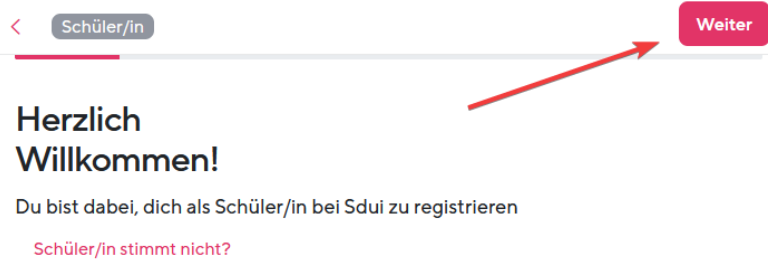 Schüler/in
Weiter
Herzlich
Willkommen!
Du bist dabei, dich als Schüler/in bei Sdui zu registrieren
Schüler/in stimmt nicht?